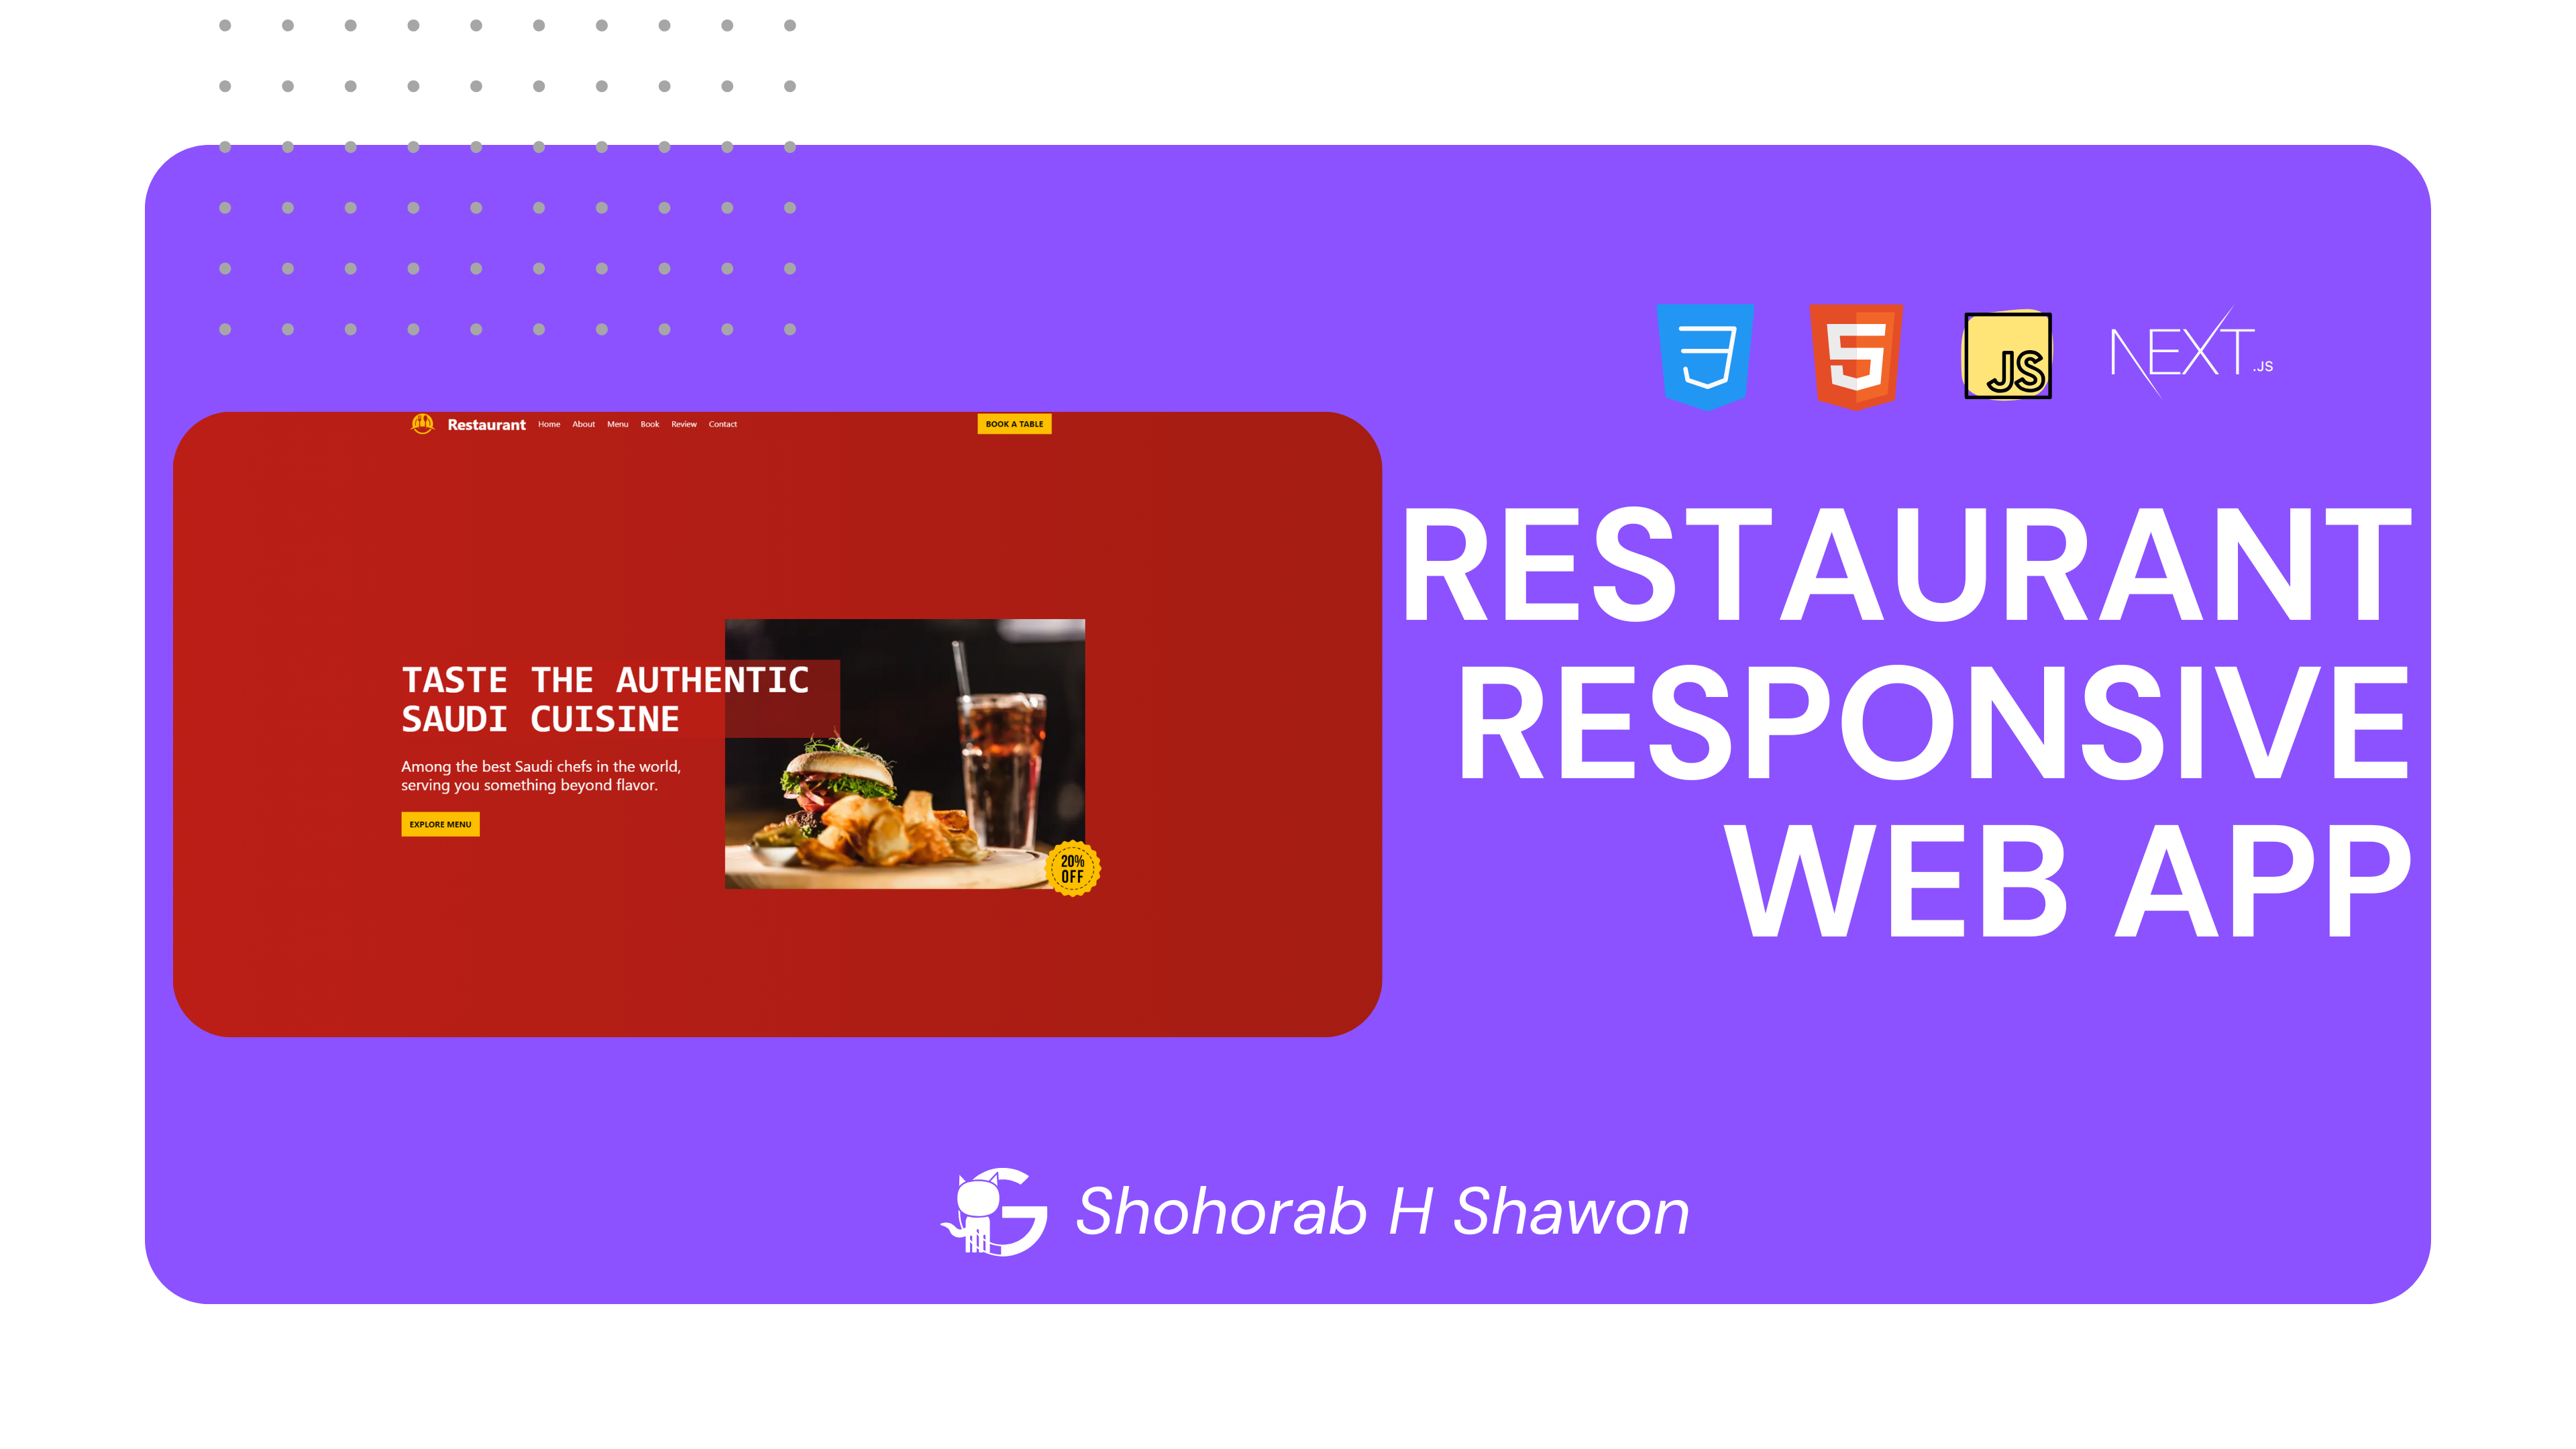 Restaurant Home About Menu Book Review Contact BOOK A TABLE
TASTE THE AUTHENTIC
SAUDI CUISINE
Among the best Saudi chefs in the world,
serving you something beyond flavor.
EXPLORE MENU
20%
OFF
JS
NEXT.JS
RESTAURANT
RESPONSIVE
WEB APP
Shohorab H Shawon